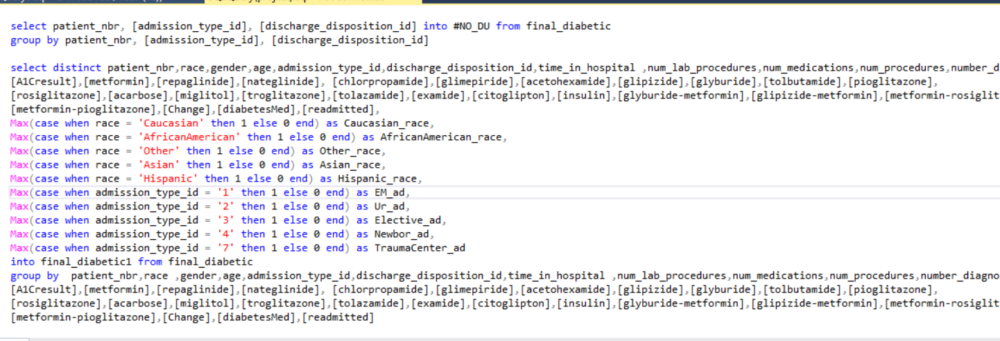 select patient_nbr, [admission_type_id], [discharge_disposition_id] into #NO_DU from final_diabetic
group by patient_nbr, [admission_type_id], [discharge_disposition_id]
select distinct patient_nbr,race,gender,age,admission_type_id,discharge_disposition_id,time_in_hospital ,num_lab_procedures,num_medications,num_procedures,number_d
[A1Cresult],[metformin],[repaglinide],[nateglinide], [chlorpropamide],[glimepiride],[acetohexamide],[glipizide],[glyburide],[tolbutamide],[pioglitazone],
[rosiglitazone],[acarbose],[miglitol],[troglitazone],[tolazamide],[examide],[citoglipton],[insulin],[glyburide-metformin],[glipizide-metformin],[metformin-rosiglit
[metformin-pioglitazone],[Change],[diabetesMed],[readmitted],
Max(case when race = 'Caucasian' then 1 else 0 end) as Caucasian_race,
Max(case when race = 'AfricanAmerican' then 1 else 0 end) as AfricanAmerican_race,
Max(case when race = 'Other' then 1 else 0 end) as Other_race,
Max(case when race = 'Asian' then 1 else 0 end) as Asian_race,
Max(case when race = 'Hispanic' then 1 else 0 end) as Hispanic_race,
Max(case when admission_type_id = '1' then 1 else 0 end) as EM_ad,
Max(case when admission_type_id = '2' then 1 else 0 end) as Ur_ad,
Max(case when admission_type_id = '3' then 1 else 0 end) as Elective_ad,
Max(case when admission_type_id = '4' then 1 else 0 end) as Newbor_ad,
Max(case when admission_type_id = '7' then 1 else 0 end) as TraumaCenter_ad
into final_diabetic1 from final_diabetic
group by  patient_nbr,race ,gender,age,admission_type_id,discharge_disposition_id,time_in_hospital ,num_lab_procedures,num_medications,num_procedures,number_diagno
[A1Cresult],[metformin],[repaglinide],[nateglinide], [chlorpropamide],[glimepiride],[acetohexamide],[glipizide],[glyburide],[tolbutamide],[pioglitazone],
[rosiglitazone],[acarbose],[miglitol],[troglitazone],[tolazamide],[examide],[citoglipton],[insulin],[glyburide-metformin],[glipizide-metformin],[metformin-rosiglit
[metformin-pioglitazone],[Change],[diabetesMed],[readmitted]